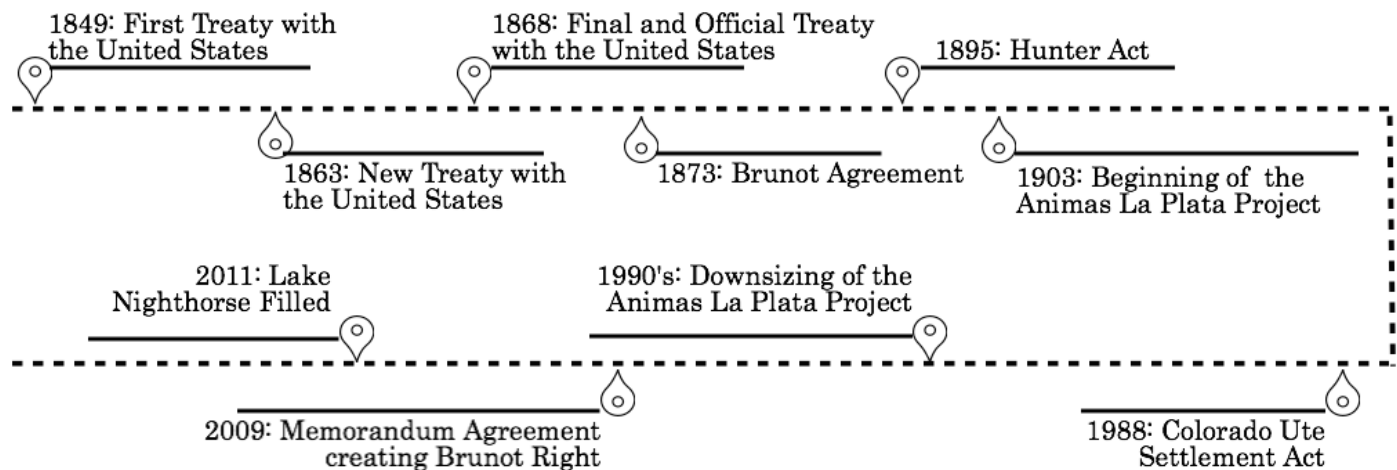 1849: First Treaty with
the United States
1863: New Treaty with
the United States
1868: Final and Official Treaty
with the United States
1873: Brunot Agreement
1895: Hunter Act
1903: Beginning of the
Animas La Plata Project
1988: Colorado Ute
Settlement Act
1990's: Downsizing of the
Animas La Plata Project
2009: Memorandum Agreement
creating Brunot Right
2011: Lake
Nighthorse Filled